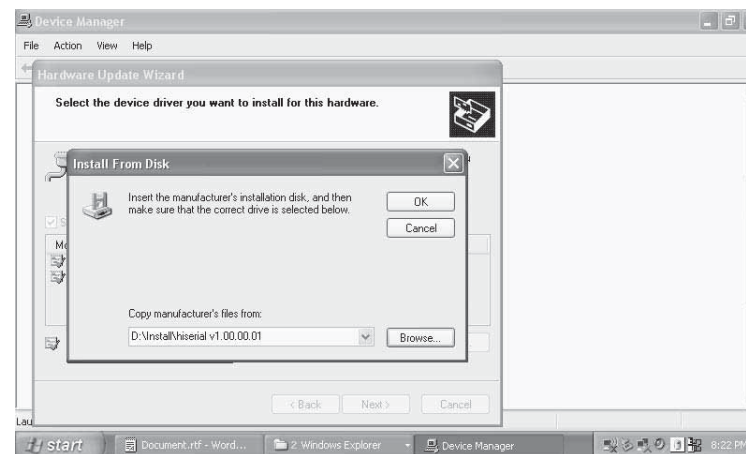 Device Manager
File Action View Help
Hardware Update Wizard
Select the device driver you want to install for this hardware.
Install From Disk
Insert the manufacturer's installation disk, and then
make sure that the correct drive is selected below.
OK
Cancel
Copy manufacturer's files from:
D:\Install\hiserial v1.00.00.01
Browse...
< Back Next > Cancel
Lau
start Document.rtf - Word... 2 Windows Explorer Device Manager 8:22 PM